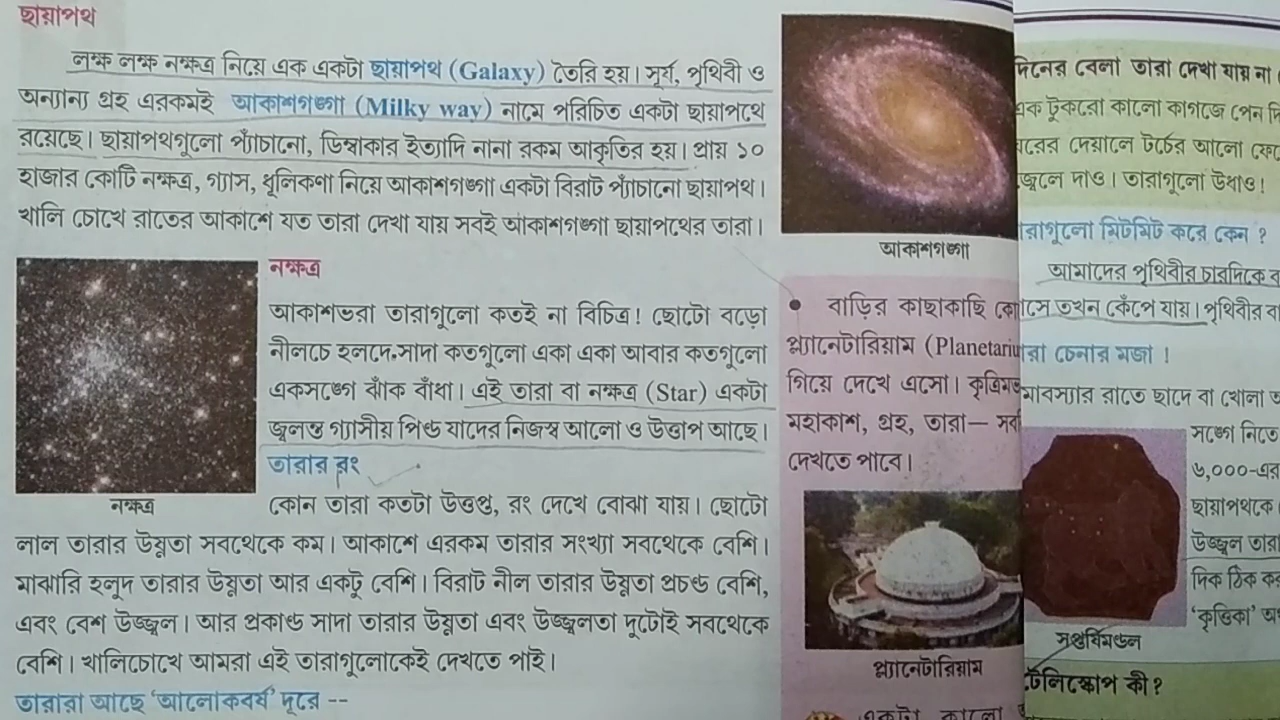 ছায়াপথ
লক্ষ লক্ষ নক্ষত্র নিয়ে এক একটা ছায়াপথ (Galaxy) তৈরি হয়। সূর্য, পৃথিবী ও
অন্যান্য গ্রহ এরকমই আকাশগঙ্গা (Milky way) নামে পরিচিত একটা ছায়াপথে
রয়েছে। ছায়াপথগুলো প্যাঁচানো, ডিম্বাকার ইত্যাদি নানা রকম আকৃতির হয়। প্রায় ১০
হাজার কোটি নক্ষত্র, গ্যাস, ধূলিকণা নিয়ে আকাশগঙ্গা একটা বিরাট প্যাঁচানো ছায়াপথ।
খালি চোখে রাতের আকাশে যত তারা দেখা যায় সবই আকাশগঙ্গা ছায়াপথের তারা।
আকাশগঙ্গা
নক্ষত্র
আকাশভরা তারাগুলো কতই না বিচিত্র! ছোটো বড়ো
নীলচে হলদে-সাদা কতগুলো একা একা আবার কতগুলো
একসঙ্গে ঝাঁক বাঁধা। এই তারা বা নক্ষত্র (Star) একটা
জ্বলন্ত গ্যাসীয় পিণ্ড যাদের নিজস্ব আলো ও উত্তাপ আছে।
নক্ষত্র
তারার রং
কোন তারা কতটা উত্তপ্ত, রং দেখে বোঝা যায়। ছোটো
লাল তারার উষ্ণতা সবথেকে কম। আকাশে এরকম তারার সংখ্যা সবথেকে বেশি।
মাঝারি হলুদ তারার উষ্ণতা আর একটু বেশি। বিরাট নীল তারার উষ্ণতা প্রচণ্ড বেশি,
এবং বেশ উজ্জ্বল। আর প্রকাণ্ড সাদা তারার উষ্ণতা এবং উজ্জ্বলতা দুটোই সবথেকে
বেশি। খালিচোখে আমরা এই তারাগুলোকেই দেখতে পাই।
তারারা আছে ‘আলোকবর্ষ’ দূরে --
বাড়ির কাছাকাছি
প্ল্যানেটোরিয়াম (Planetariu
গিয়ে দেখে এসো।
মহাকাশ, গ্রহ, তারা—
দেখতে পাবে।
প্ল্যানেটোরিয়াম
একটা কালো
দিনের বেলা তারা দেখা যায় না
এক টুকরো কালো কাগজে পেন
দেয়ালে টর্চের আলো
জ্বেলে দাও। তারাগুলো উধাও!
রাগুলো মিটমিট করে কেন ?
আমাদের পৃথিবীর চারদিকে
তখন কেঁপে যায়। পৃথিবীর
রা চেনার মজা !
মাবস্যার রাতে ছাদে বা খোলা
সঙ্গে নিতে
৬,০০০-এর
ছায়াপথকে
উজ্জ্বল তারা
দিক ঠিক
‘কৃত্তিকা’
সপ্তর্ষিমণ্ডল
টেলিস্কোপ কী?